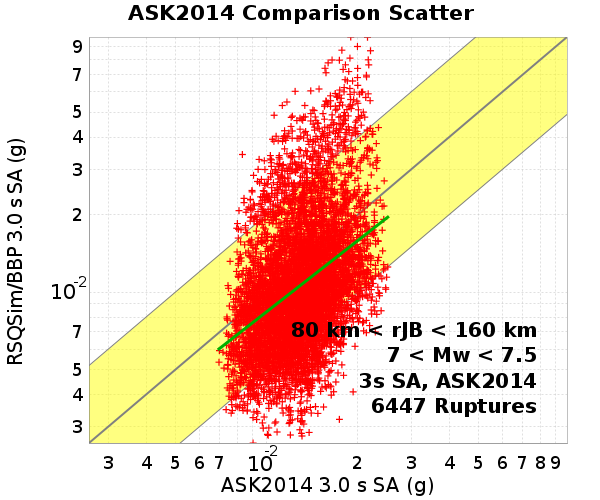 ASK2014 Comparison Scatter
RSQSim/BBP 3.0 s SA (g)
9
7
5
4
3
2
10-2
7
5
4
3
80 km < rJB < 160 km
7 < Mw < 7.5
3s SA, ASK2014
6447 Ruptures
3 4 5 6 7 10-2 2 3 4 5 6 7 8 9
ASK2014 3.0 s SA (g)